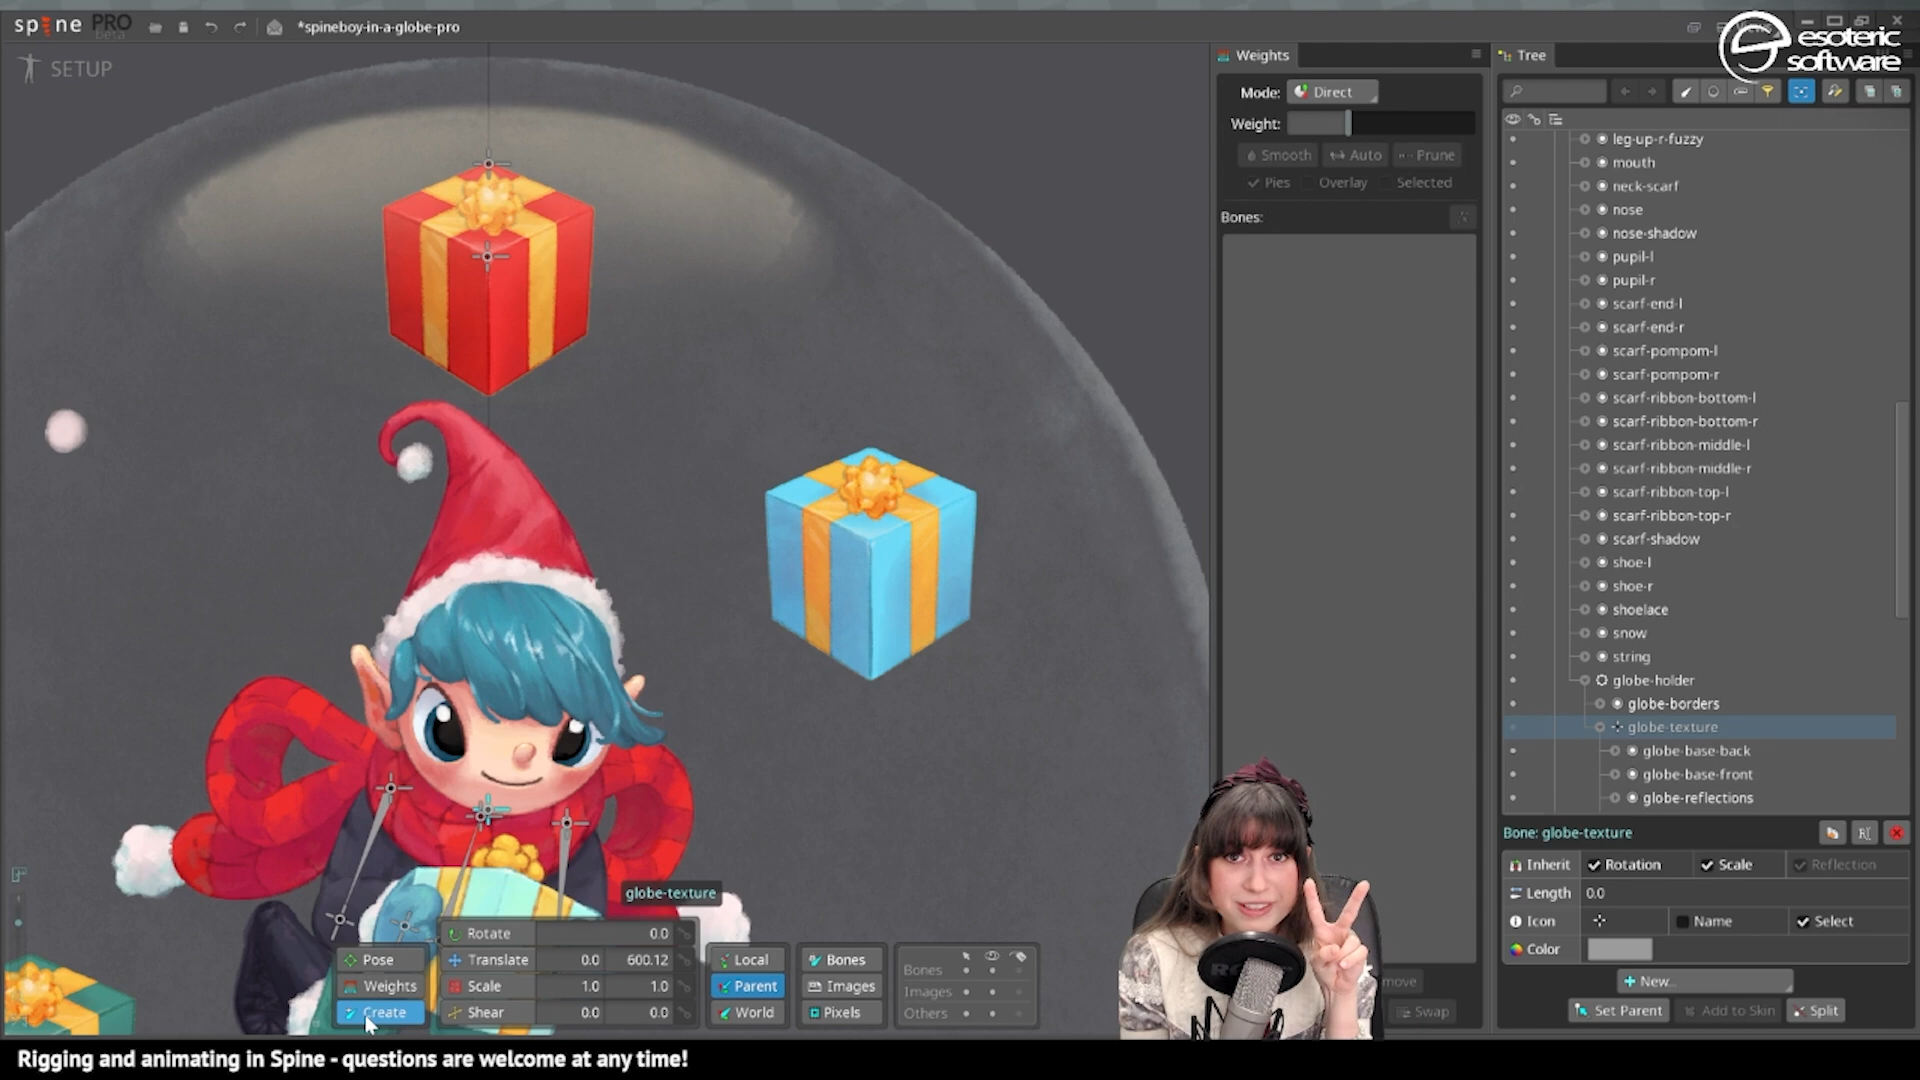 spine PRO
beta
*spineboy-in-a-globe-pro
esoteric
software
SETUP
Weights
Mode: Direct
Weight:
Smooth Auto Prune
Pies Overlay Selected
Bones:
Tree
leg-up-r-fuzzy
mouth
neck-scarf
nose
nose-shadow
pupil-l
pupil-r
scarf-end-l
scarf-end-r
scarf-pompom-l
scarf-pompom-r
scarf-ribbon-bottom-l
scarf-ribbon-bottom-r
scarf-ribbon-middle-l
scarf-ribbon-middle-r
scarf-ribbon-top-l
scarf-ribbon-top-r
scarf-shadow
shoe-l
shoe-r
shoelace
snow
string
globe-holder
globe-borders
globe-texture
globe-base-back
globe-base-front
globe-reflections
Bone: globe-texture
Inherit Rotation Scale Reflection
Length 0.0
Icon Name Select
Color
New...
Set Parent Add to Skin Split
Swap
globe-texture
Pose
Weights
Create
Rotate 0.0
Translate 0.0 600.12
Scale 1.0 1.0
Shear 0.0 0.0
Local
Parent
World
Bones
Images
Pixels
Bones
Images
Others
Rigging and animating in Spine - questions are welcome at any time!